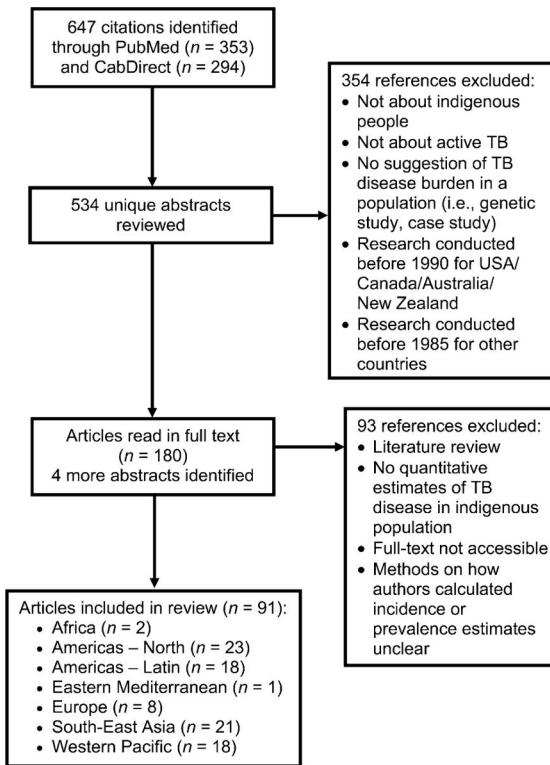 647 citations identified
through PubMed (n = 353)
and CabDirect (n = 294)
354 references excluded:
• Not about indigenous
people
• Not about active TB
• No suggestion of TB
disease burden in a
population (i.e., genetic
study, case study)
• Research conducted
before 1990 for USA/
Canada/Australia/
New Zealand
• Research conducted
before 1985 for other
countries
534 unique abstracts
reviewed
Articles read in full text
(n = 180)
4 more abstracts identified
93 references excluded:
• Literature review
• No quantitative
estimates of TB
disease in indigenous
population
• Full-text not accessible
• Methods on how
authors calculated
incidence or
prevalence estimates
unclear
Articles included in review (n = 91):
• Africa (n = 2)
• Americas – North (n = 23)
• Americas – Latin (n = 18)
• Eastern Mediterranean (n = 1)
• Europe (n = 8)
• South-East Asia (n = 21)
• Western Pacific (n = 18)